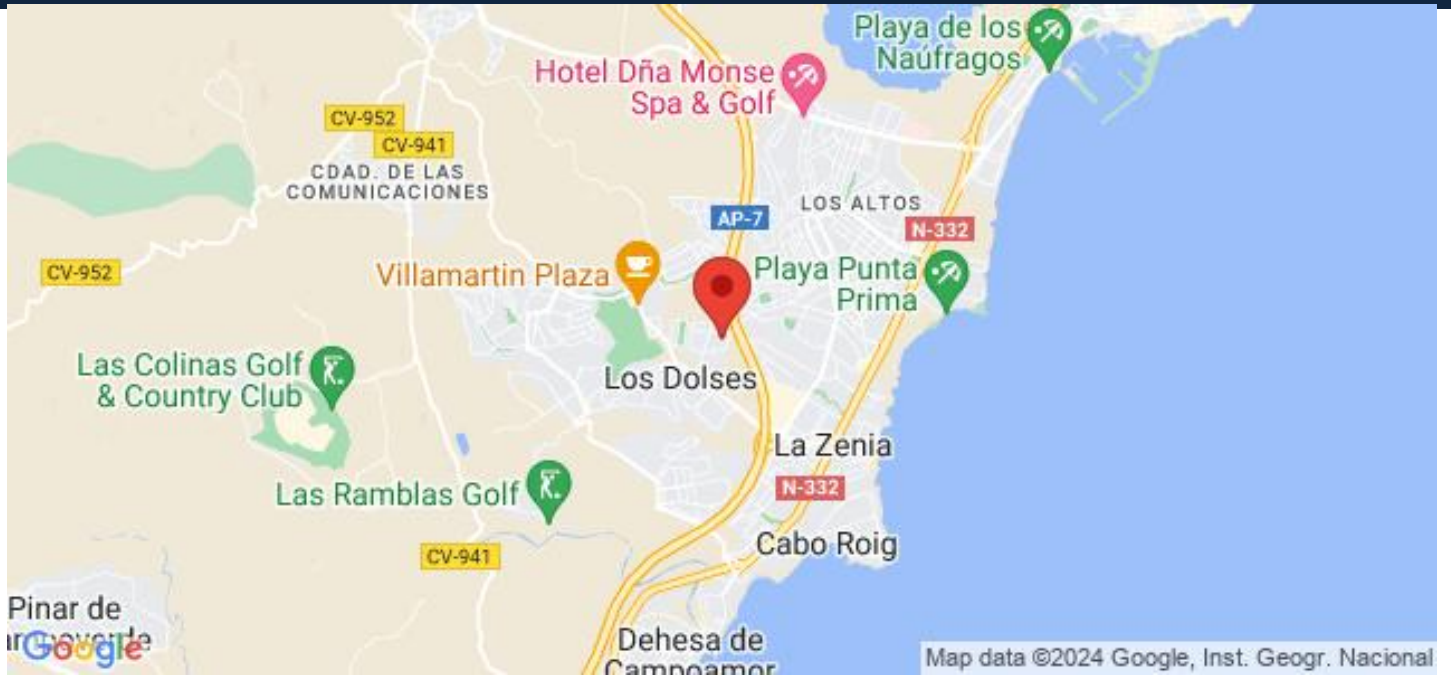 Playa de los
Naúfragos
Hotel Dña Monse
Spa & Golf
CV-952
CV-941
CDAD. DE LAS
COMUNICACIONES
LOS ALTOS
AP-7
N-332
CV-952
Villamartin Plaza
Playa Punta
Prima
Las Colinas Golf
& Country Club
Los Dolses
La Zenia
N-332
Las Ramblas Golf
Cabo Roig
CV-941
Pinar de
Google
Dehesa de
Campoamor
Map data ©2024 Google, Inst. Geogr. Nacional